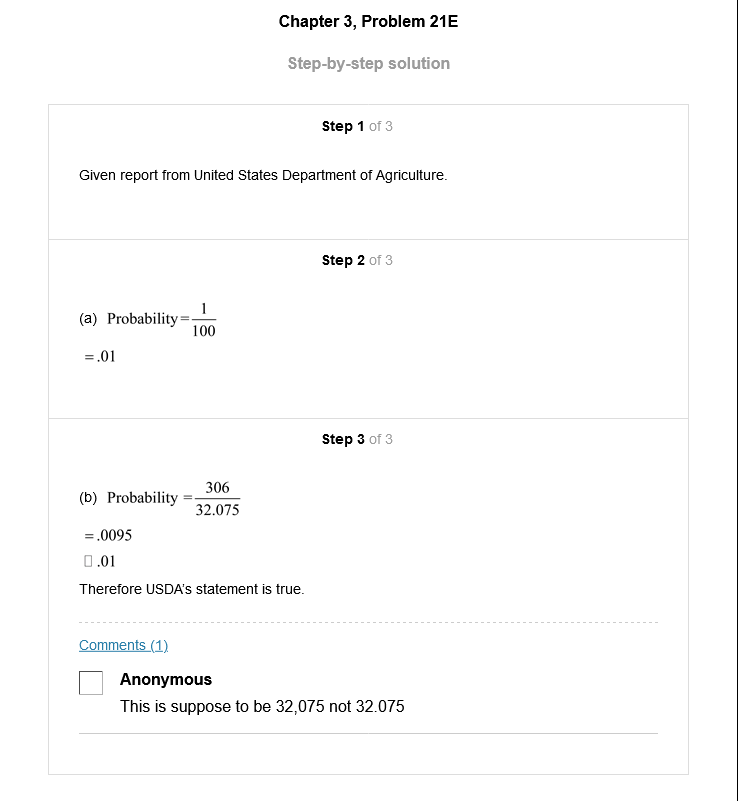 Chapter 3, Problem 21E
Step-by-step solution
Step 1 of 3
Given report from United States Department of Agriculture.
Step 2 of 3
(a) Probability = 1/100
= .01
Step 3 of 3
(b) Probability = 306/32.075
= .0095
▯ .01
Therefore USDA's statement is true.
Comments (1)
Anonymous
This is suppose to be 32,075 not 32.075